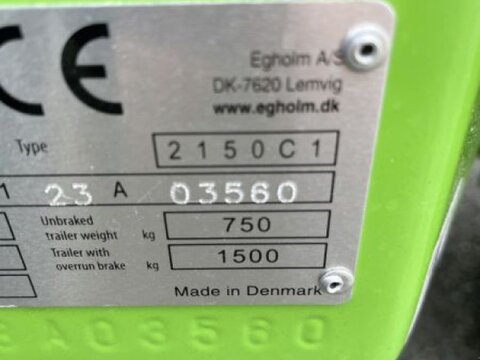 CE
Egholm A/S
DK-7620 Lemvig
www.egholm.dk
Type 2150C1
1 23 A 03560
Unbraked
trailer weight kg 750
Trailer with
overrun brake kg 1500
Made in Denmark
A03560